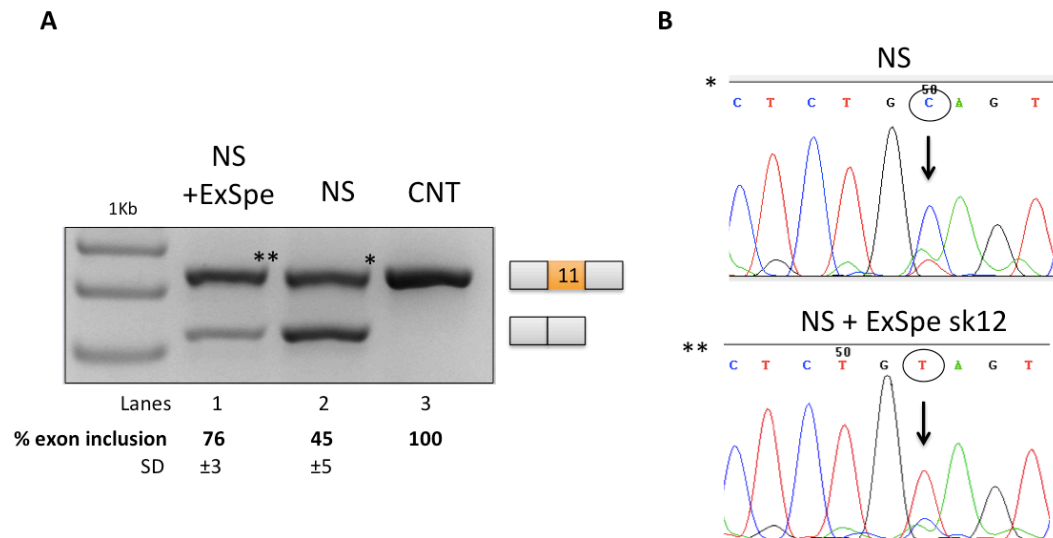 A
NS
+ExSpe
NS
CNT
1Kb
**
*
11
Lanes 1 2 3
% exon inclusion 76 45 100
SD ±3 ±5
B
NS
*
50
C T C T G C A G T
NS + ExSpe sk12
**
50
C T C T G T A G T